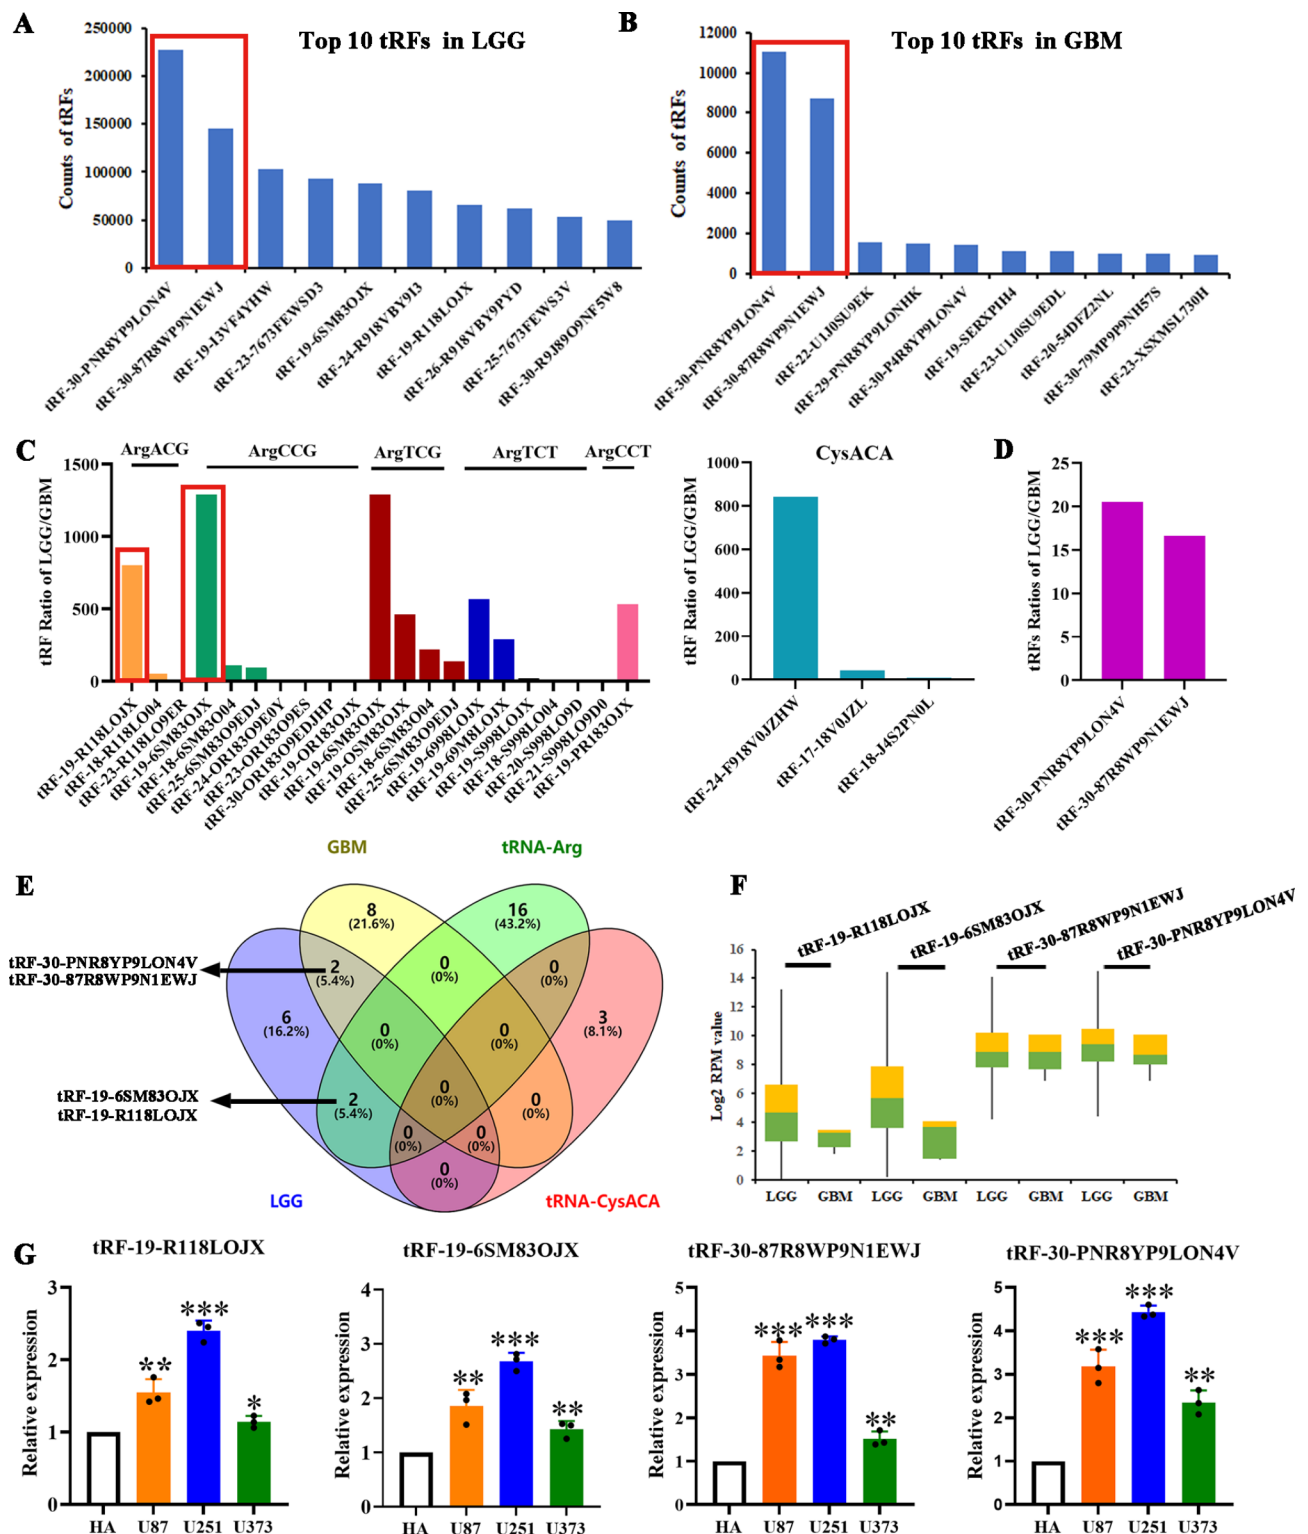 A
Top 10 tRFs in LGG
Counts of tRFs
250000
200000
150000
100000
50000
0
tRF-30-PNR8YP9LON4V
tRF-30-87R8WP9N1EWJ
tRF-19-I3VF4YHW
tRF-23-7673FEWSD3
tRF-19-6SM83OJX
tRF-24-R918VBY9I3
tRF-19-R118LOJX
tRF-26-R918VBY9PYD
tRF-25-7673FEWS3V
tRF-30-R9J89O9NF5W8
B
Top 10 tRFs in GBM
Counts of tRFs
12000
10000
8000
6000
4000
2000
0
tRF-30-PNR8YP9LON4V
tRF-30-87R8WP9N1EWJ
tRF-22-U1J0SU9EK
tRF-29-PNR8YP9LONHK
tRF-30-P4R8YP9LON4V
tRF-19-SERXPIH4
tRF-23-U1J0SU9EDL
tRF-20-54DFZ2NL
tRF-30-79MP9P9NH57S
tRF-23-XSXMSL730H
C
ArgACG
ArgCCG
ArgTCG
ArgTCT
ArgCCT
tRF Ratio of LGG/GBM
1500
1000
500
0
tRF-19-R118LOJX
tRF-18-R118LO04
tRF-23-R118LO9ER
tRF-19-6SM83OJX
tRF-18-6SM83O04
tRF-25-6SM83O9EDJ
tRF-24-OR183O9E0Y
tRF-23-OR183O9ES
tRF-30-OR183O9EDJHP
tRF-19-OR183OJX
tRF-19-6SM83OJX
tRF-19-OSM83OJX
tRF-18-6SM83O04
tRF-25-6SM83O9EDJ
tRF-19-6998LOJX
tRF-19-69M8LOJX
tRF-19-S998LOJX
tRF-18-S998LO04
tRF-20-S998LO9D
tRF-21-S998LO9D0
tRF-19-PR183OJX
CysACA
tRF Ratio of LGG/GBM
1000
800
600
400
200
0
tRF-24-F918V0JZHW
tRF-17-18V0JZL
tRF-18-J4S2PN0L
D
tRFs Ratios of LGG/GBM
25
20
15
10
5
0
tRF-30-PNR8YP9LON4V
tRF-30-87R8WP9N1EWJ
E
GBM
tRNA-Arg
8
(21.6%)
16
(43.2%)
tRF-30-PNR8YP9LON4V
tRF-30-87R8WP9N1EWJ
2
(5.4%)
0
(0%)
0
(0%)
6
(16.2%)
0
(0%)
0
(0%)
3
(8.1%)
tRF-19-6SM83OJX
tRF-19-R118LOJX
2
(5.4%)
0
(0%)
0
(0%)
0
(0%)
0
(0%)
0
(0%)
LGG
tRNA-CysACA
F
tRF-19-R118LOJX
tRF-19-6SM83OJX
tRF-30-87R8WP9N1EWJ
tRF-30-PNR8YP9LON4V
Log2 RPM value
16
14
12
10
8
6
4
2
0
LGG
GBM
LGG
GBM
LGG
GBM
LGG
GBM
G
tRF-19-R118LOJX
Relative expression
3
2
1
0
**
***
*
HA
U87
U251
U373
tRF-19-6SM83OJX
Relative expression
4
3
2
1
0
**
***
**
HA
U87
U251
U373
tRF-30-87R8WP9N1EWJ
Relative expression
5
4
3
2
1
0
***
***
**
HA
U87
U251
U373
tRF-30-PNR8YP9LON4V
Relative expression
5
4
3
2
1
0
***
***
**
HA
U87
U251
U373